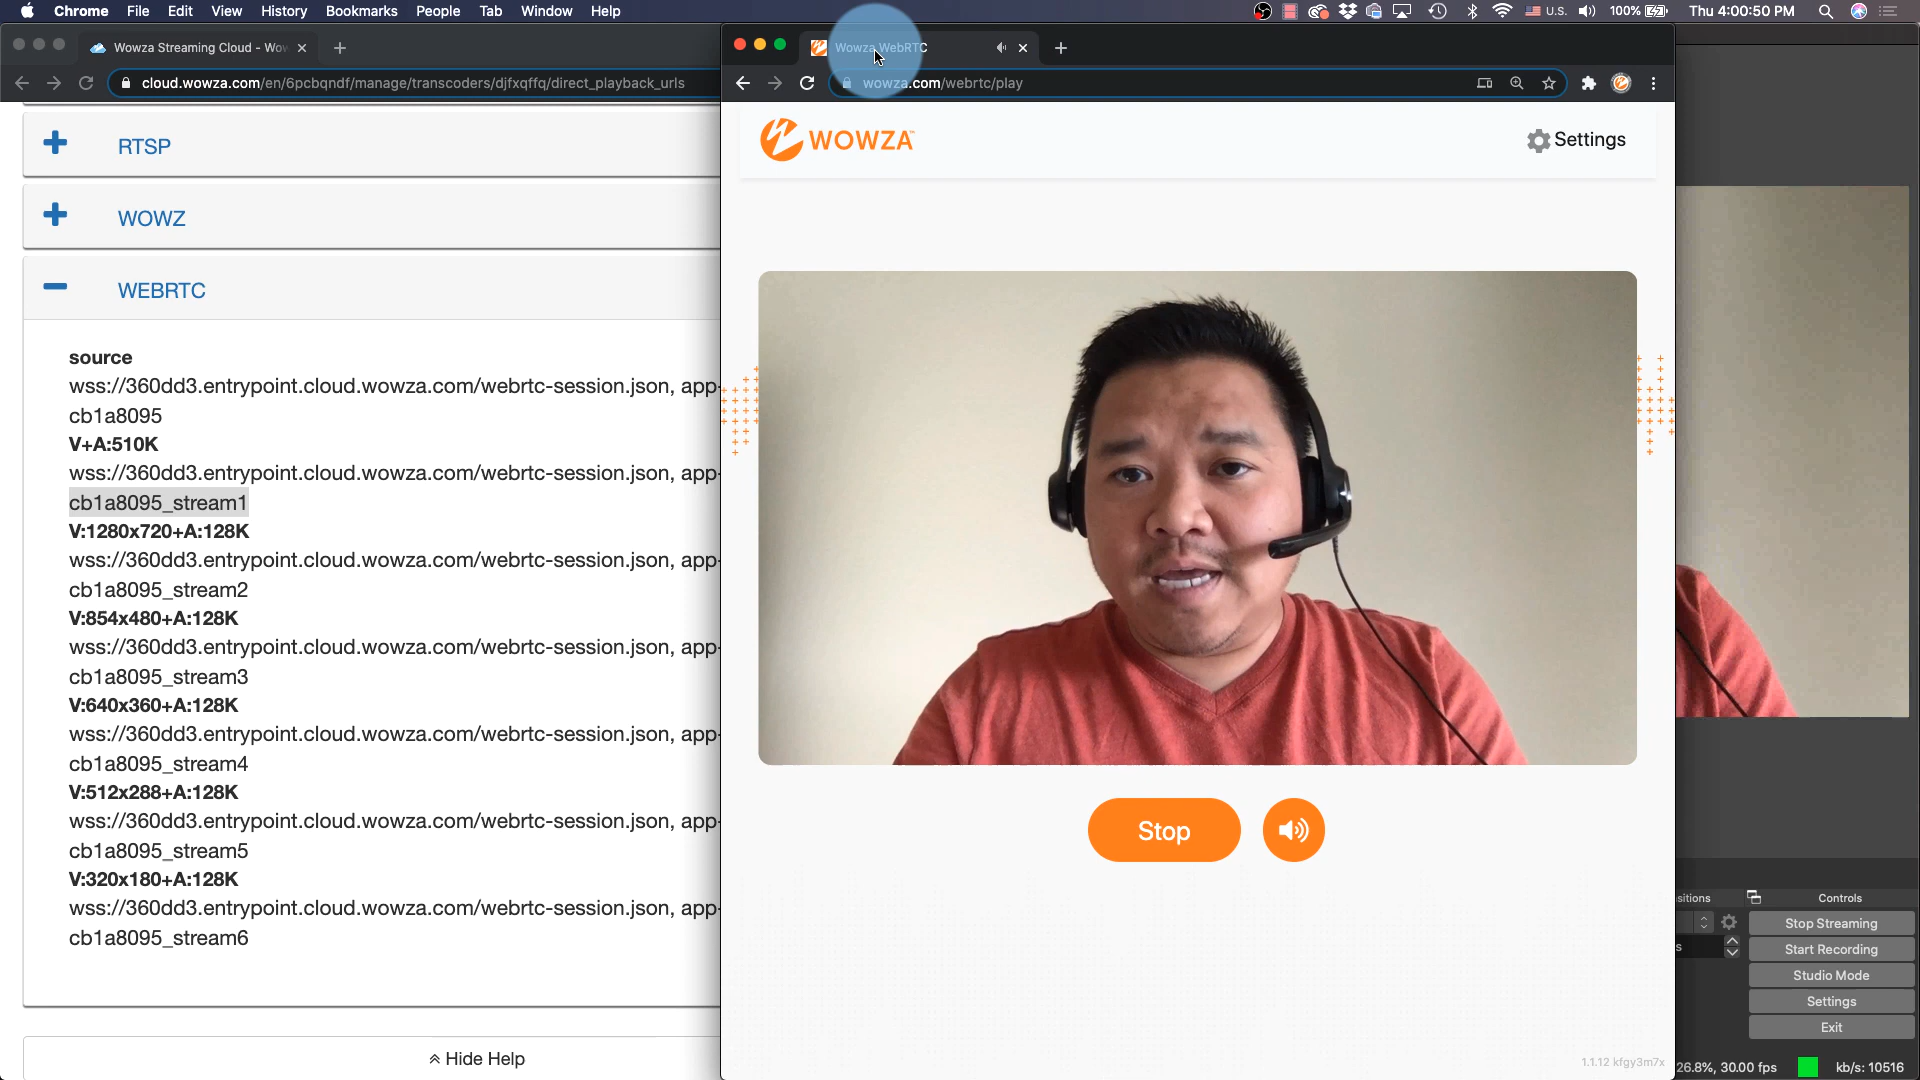 Chrome File Edit View History Bookmarks People Tab Window Help
U.S. 100% Thu 4:00:50 PM
Wowza Streaming Cloud - Wow
cloud.wowza.com/en/6pcbqndf/manage/transcoders/djfxqffq/direct_playback_urls
RTSP
WOWZ
WEBRTC
source
wss://360dd3.entrypoint.cloud.wowza.com/webrtc-session.json, app-
cb1a8095
V+A:510K
wss://360dd3.entrypoint.cloud.wowza.com/webrtc-session.json, app-
cb1a8095_stream1
V:1280x720+A:128K
wss://360dd3.entrypoint.cloud.wowza.com/webrtc-session.json, app-
cb1a8095_stream2
V:854x480+A:128K
wss://360dd3.entrypoint.cloud.wowza.com/webrtc-session.json, app-
cb1a8095_stream3
V:640x360+A:128K
wss://360dd3.entrypoint.cloud.wowza.com/webrtc-session.json, app-
cb1a8095_stream4
V:512x288+A:128K
wss://360dd3.entrypoint.cloud.wowza.com/webrtc-session.json, app-
cb1a8095_stream5
V:320x180+A:128K
wss://360dd3.entrypoint.cloud.wowza.com/webrtc-session.json, app-
cb1a8095_stream6
Hide Help
Wowza WebRTC
wowza.com/webrtc/play
WOWZA™
Settings
Stop
1.1.12 kfgy3m7x
sitions
Controls
s
Stop Streaming
Start Recording
Studio Mode
Settings
Exit
26.8%, 30.00 fps kb/s: 10516